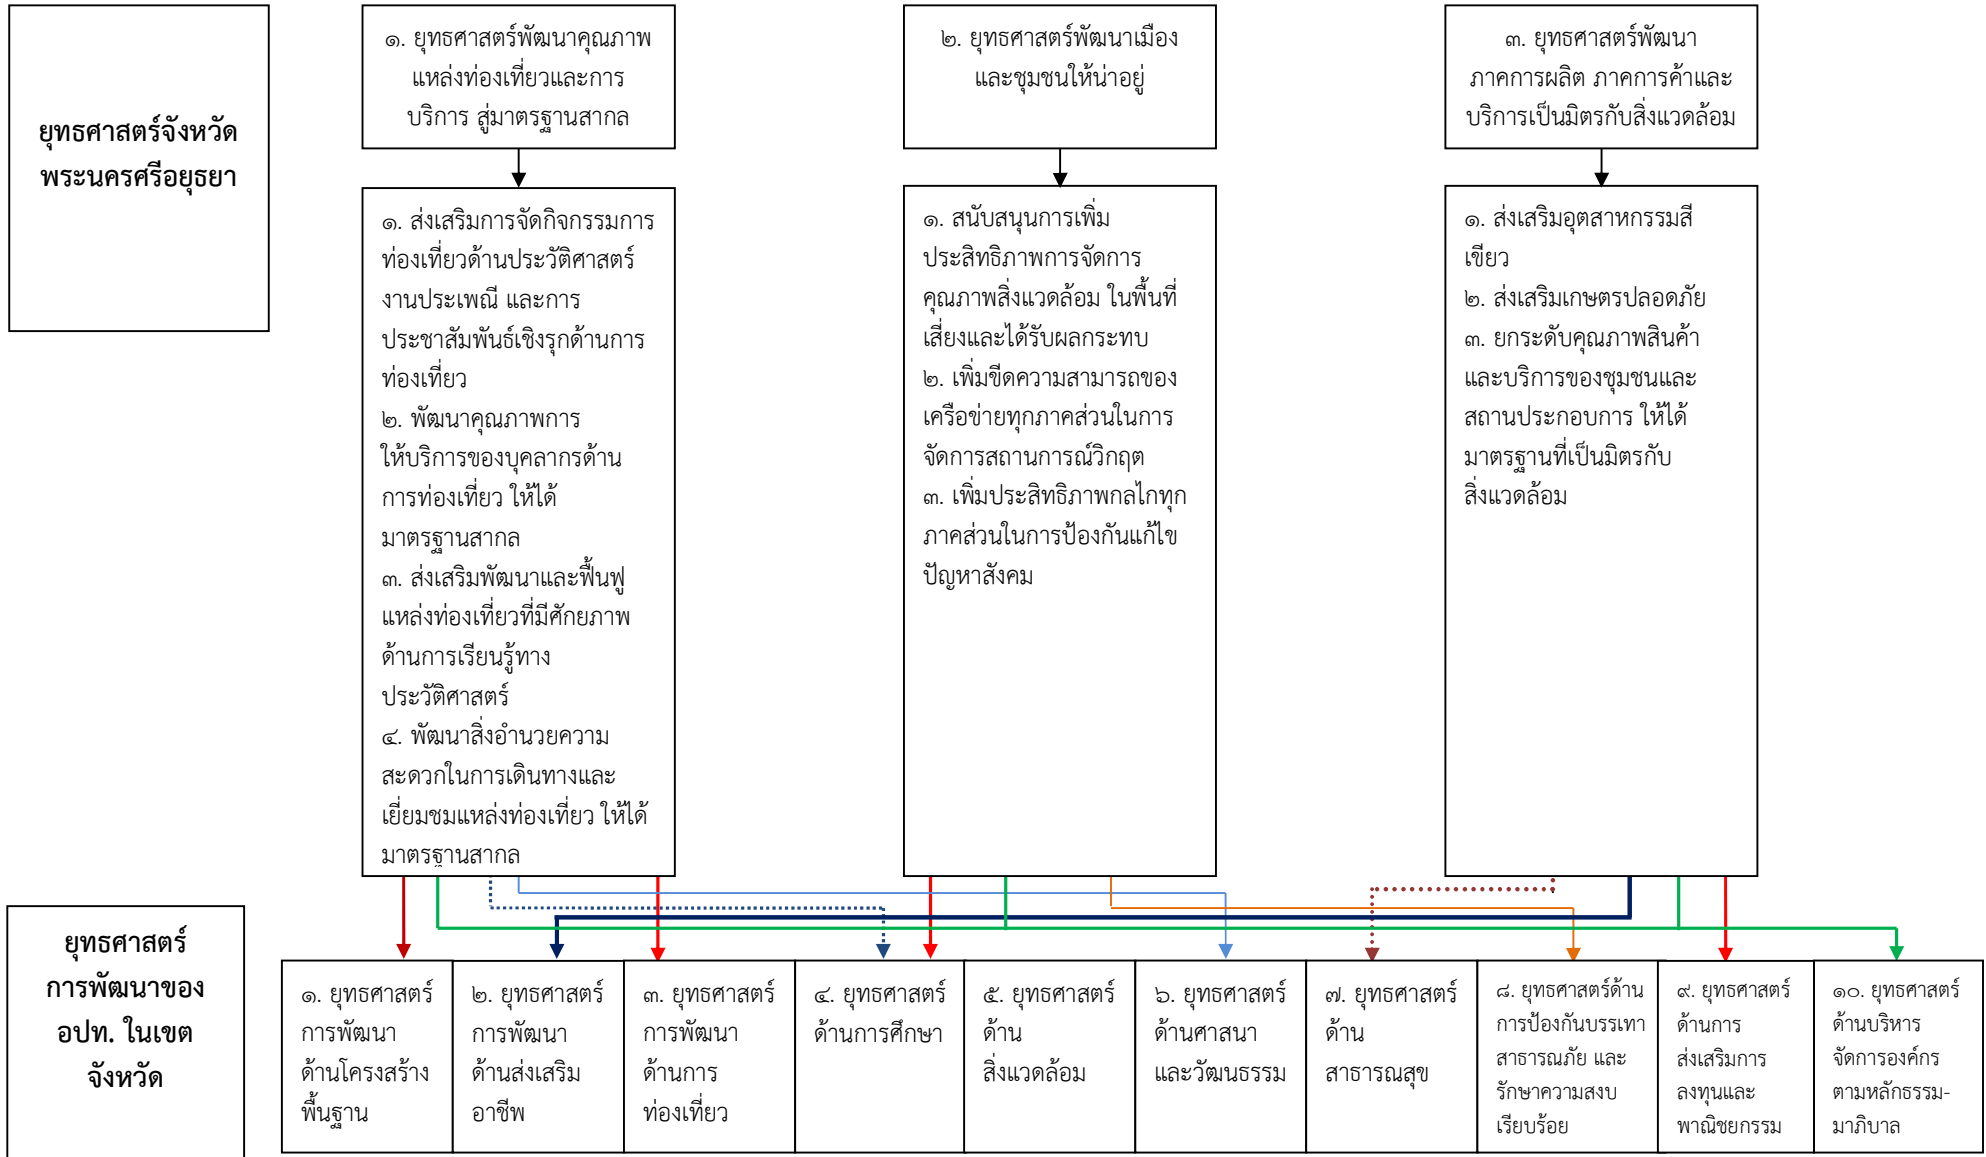 ยุทธศาสตร์จังหวัด
พระนครศรีอยุธยา
๑. ยุทธศาสตร์พัฒนาคุณภาพ
แหล่งท่องเที่ยวและการ
บริการ สู่มาตรฐานสากล
๒. ยุทธศาสตร์พัฒนาเมือง
และชุมชนให้น่าอยู่
๓. ยุทธศาสตร์พัฒนา
ภาคการผลิต ภาคการค้าและ
บริการเป็นมิตรกับสิ่งแวดล้อม
๑. ส่งเสริมการจัดกิจกรรมการ
ท่องเที่ยวด้านประวัติศาสตร์
งานประเพณี และการ
ประชาสัมพันธ์เชิงรุกด้านการ
ท่องเที่ยว
๒. พัฒนาคุณภาพการ
ให้บริการของบุคลากรด้าน
การท่องเที่ยว ให้ได้
มาตรฐานสากล
๓. ส่งเสริมพัฒนาและฟื้นฟู
แหล่งท่องเที่ยวที่มีศักยภาพ
ด้านการเรียนรู้ทาง
ประวัติศาสตร์
๔. พัฒนาสิ่งอำนวยความ
สะดวกในการเดินทางและ
เยี่ยมชมแหล่งท่องเที่ยว ให้ได้
มาตรฐานสากล
๑. สนับสนุนการเพิ่ม
ประสิทธิภาพการจัดการ
คุณภาพสิ่งแวดล้อม ในพื้นที่
เสี่ยงและได้รับผลกระทบ
๒. เพิ่มขีดความสามารถของ
เครือข่ายทุกภาคส่วนในการ
จัดการสถานการณ์วิกฤต
๓. เพิ่มประสิทธิภาพกลไกทุก
ภาคส่วนในการป้องกันแก้ไข
ปัญหาสังคม
๑. ส่งเสริมอุตสาหกรรมสี
เขียว
๒. ส่งเสริมเกษตรปลอดภัย
๓. ยกระดับคุณภาพสินค้า
และบริการของชุมชนและ
สถานประกอบการ ให้ได้
มาตรฐานที่เป็นมิตรกับ
สิ่งแวดล้อม
ยุทธศาสตร์
การพัฒนาของ
อปท. ในเขต
จังหวัด
๑. ยุทธศาสตร์
การพัฒนา
ด้านโครงสร้าง
พื้นฐาน
๒. ยุทธศาสตร์
การพัฒนา
ด้านส่งเสริม
อาชีพ
๓. ยุทธศาสตร์
การพัฒนา
ด้านการ
ท่องเที่ยว
๔. ยุทธศาสตร์
ด้านการศึกษา
๕. ยุทธศาสตร์
ด้าน
สิ่งแวดล้อม
๖. ยุทธศาสตร์
ด้านศาสนา
และวัฒนธรรม
๗. ยุทธศาสตร์
ด้าน
สาธารณสุข
๘. ยุทธศาสตร์ด้าน
การป้องกันบรรเทา
สาธารณภัย และ
รักษาความสงบ
เรียบร้อย
๙. ยุทธศาสตร์
ด้านการ
ส่งเสริมการ
ลงทุนและ
พาณิชยกรรม
๑๐. ยุทธศาสตร์
ด้านบริหาร
จัดการองค์กร
ตามหลักธรรม-
มาภิบาล